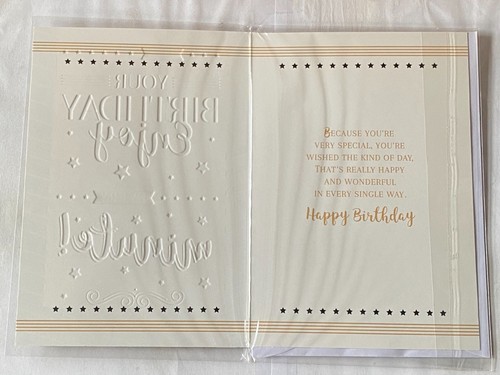 YOUR
BIRTHDAY
Enjoy
minute!
BECAUSE YOU'RE
VERY SPECIAL, YOU'RE
WISHED THE KIND OF DAY,
THAT'S REALLY HAPPY
AND WONDERFUL
IN EVERY SINGLE WAY.
Happy Birthday